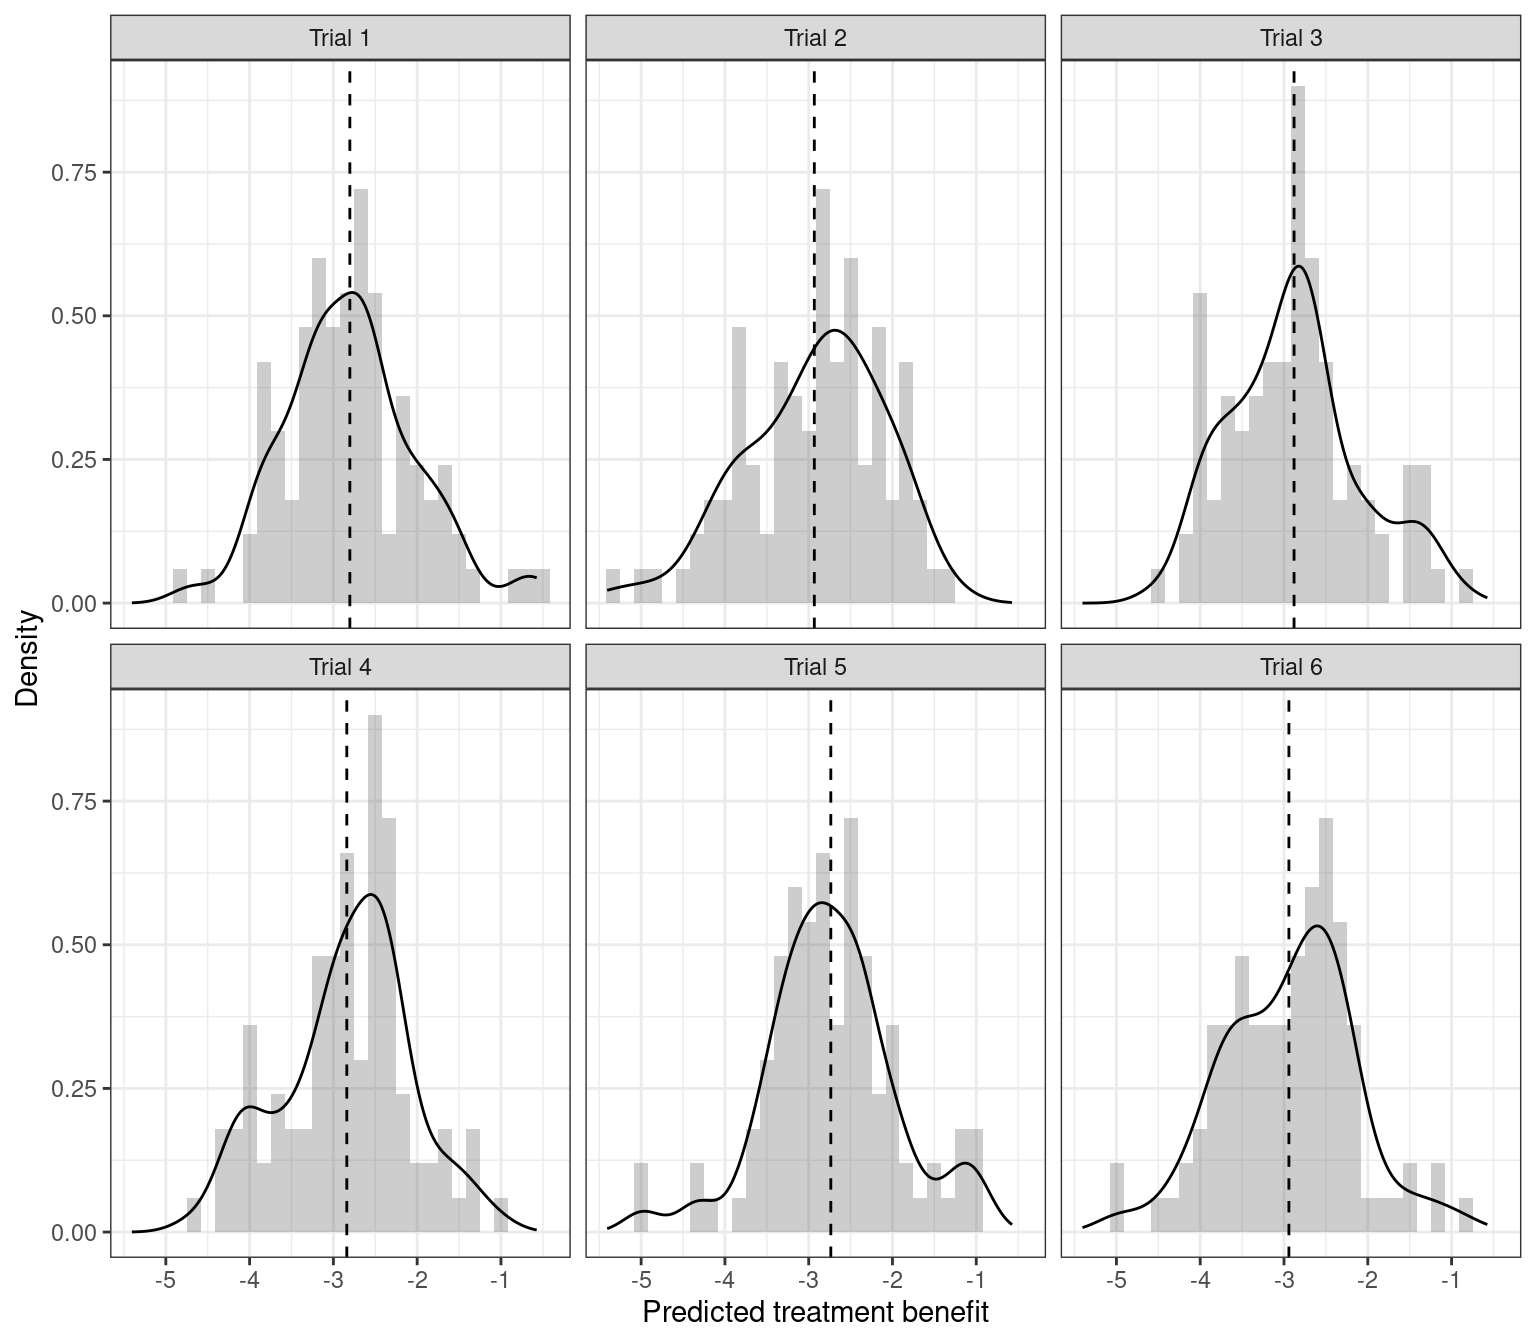 Trial 1
Trial 2
Trial 3
0.75
0.50
0.25
0.00
Density
Trial 4
Trial 5
Trial 6
0.75
0.50
0.25
0.00
-5 -4 -3 -2 -1
-5 -4 -3 -2 -1
-5 -4 -3 -2 -1
Predicted treatment benefit